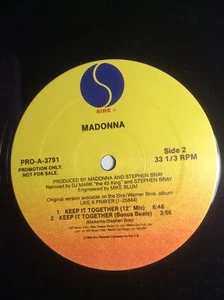 SIRE
MADONNA
PRO-A-3791
PROMOTION ONLY.
NOT FOR SALE.
Side 2
33 1/3 RPM
PRODUCED BY MADONNA AND STEPHEN BRAY
Remixed by DJ MARK "the 45 King" and STEPHEN BRAY
Engineered by MIKE BLUM
Original version available on the Sire/Warner Bros. album
LIKE A PRAYER (1-25844)
1 KEEP IT TOGETHER (12" Mix) 6:48
2 KEEP IT TOGETHER (Bonus Beats) 3:56
(Madonna/Stephen Bray)